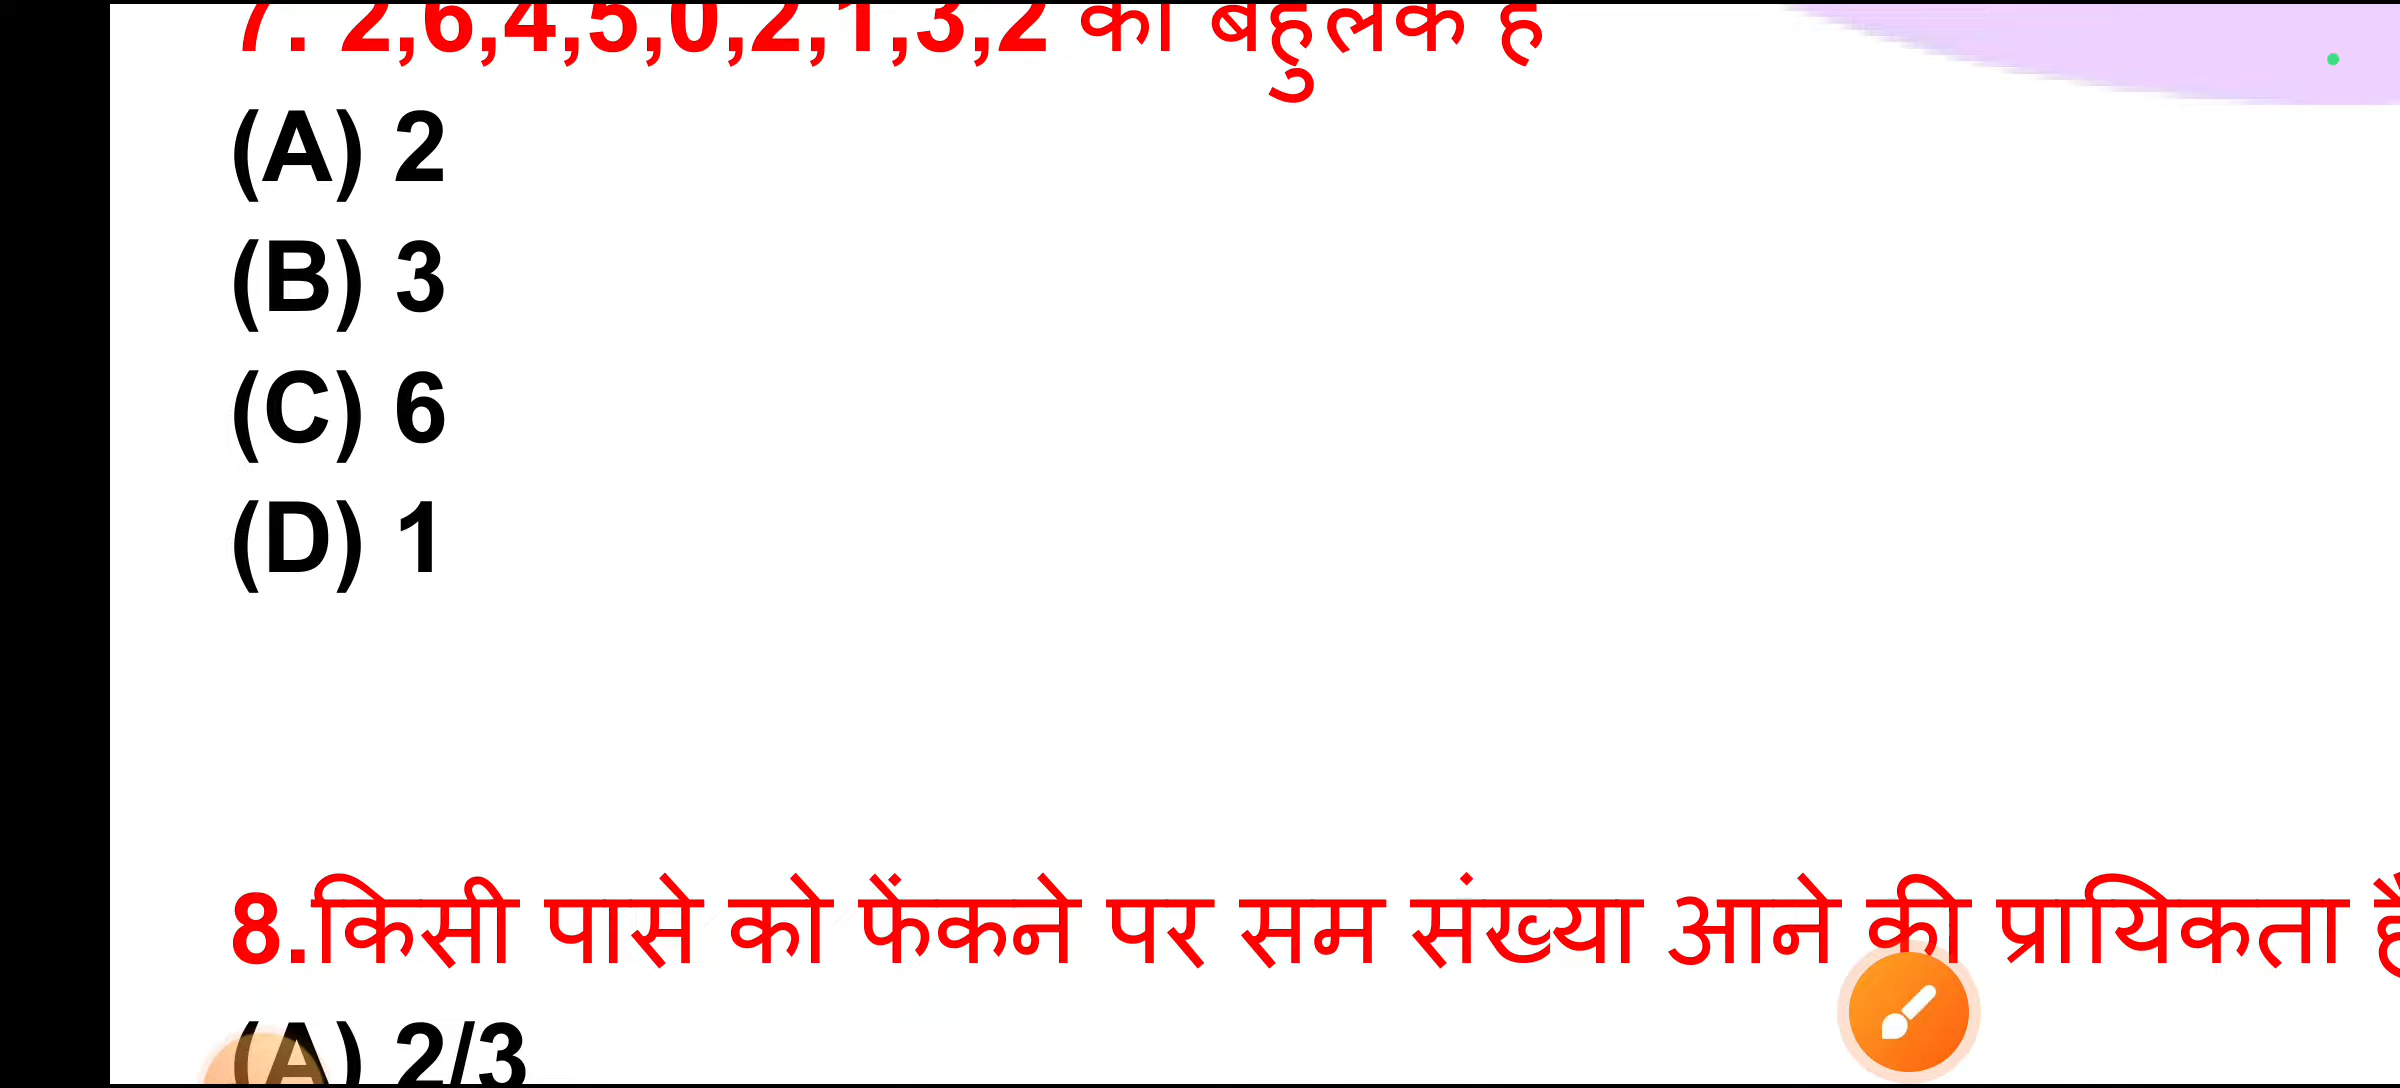 7. 2,6,4,5,0,2,1,3,2 का बहुलक है
(A) 2
(B) 3
(C) 6
(D) 1
8.किसी पासे को फेंकने पर सम संख्या आने की प्रायिकता है
(A) 2/3